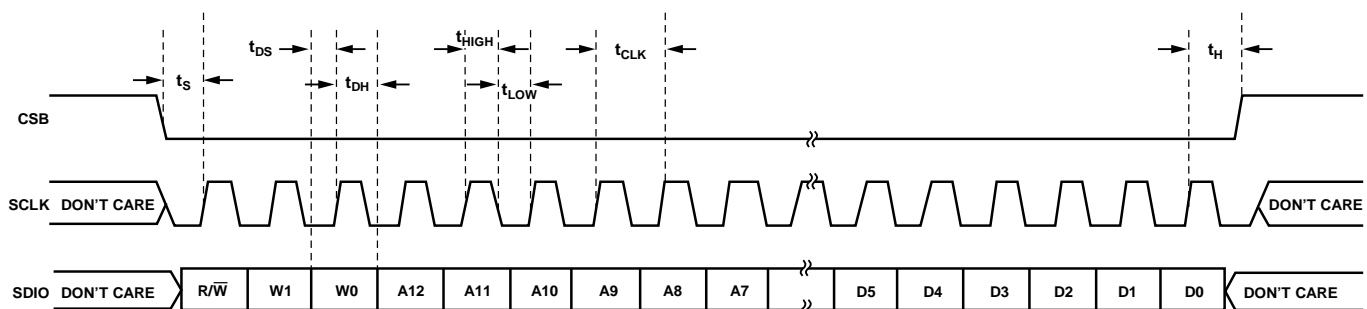 tDS
tHIGH
tCLK
tH
tS
tDH
tLOW
CSB
SCLK DON'T CARE
DON'T CARE
SDIO DON'T CARE
R/W̅ W1 W0 A12 A11 A10 A9 A8 A7 D5 D4 D3 D2 D1 D0
DON'T CARE